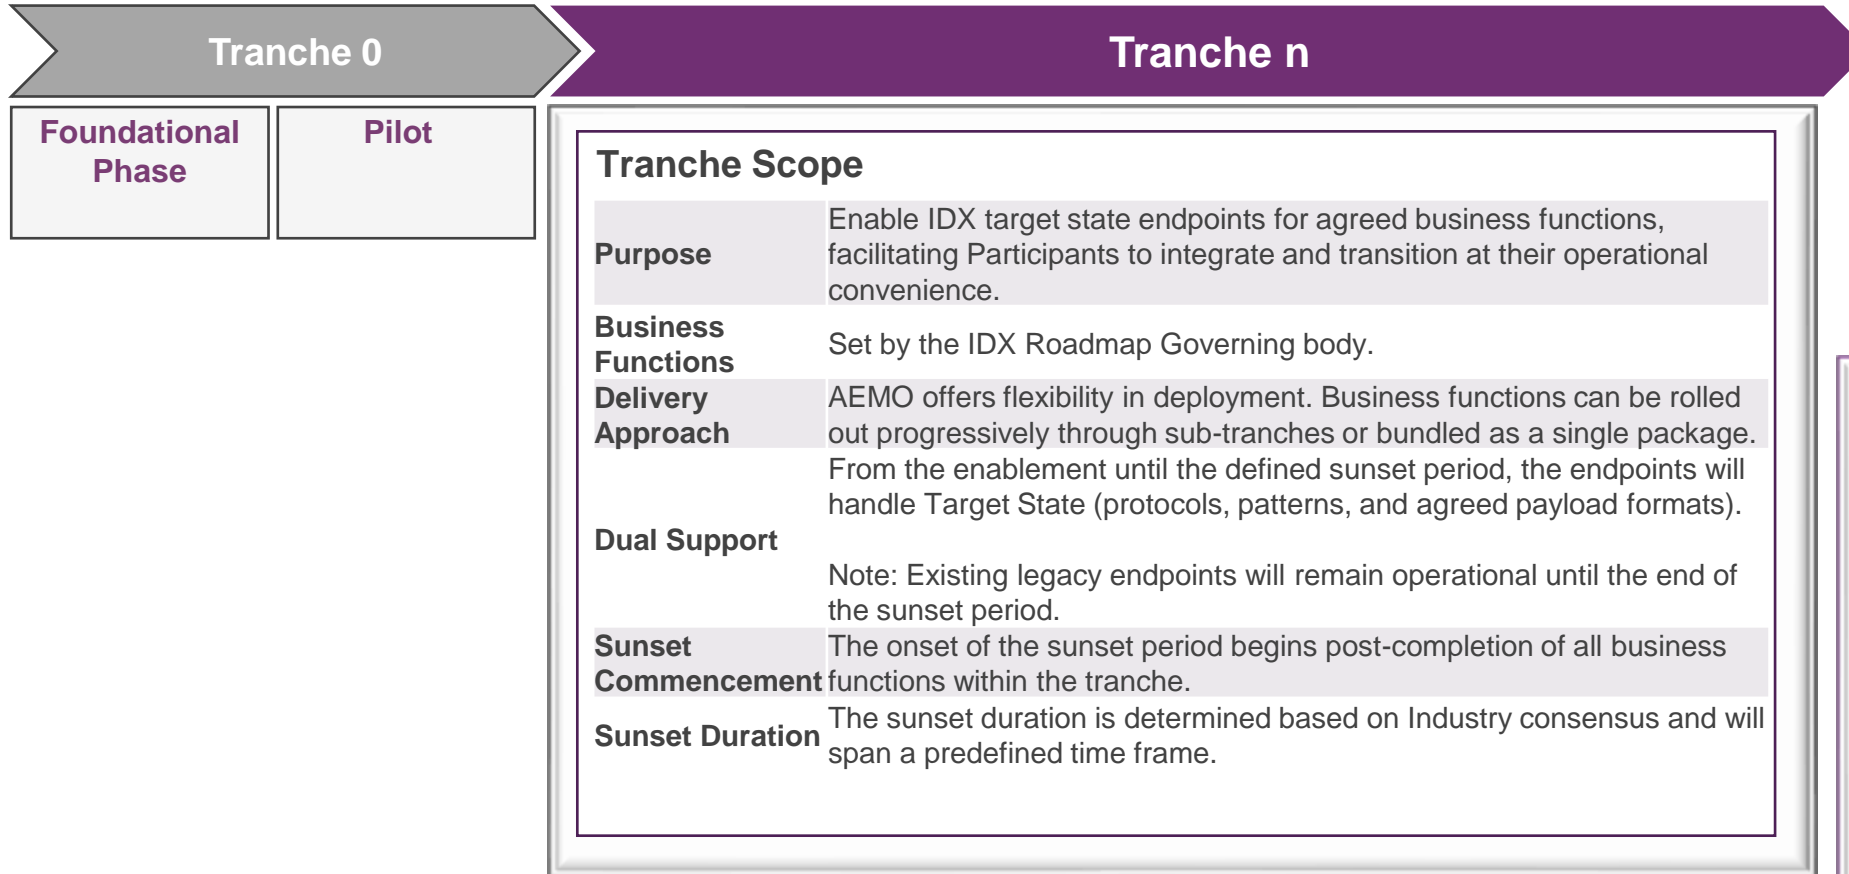 Tranche 0
Tranche n
Foundational
Phase
Pilot
Tranche Scope
Purpose
Enable IDX target state endpoints for agreed business functions,
facilitating Participants to integrate and transition at their operational
convenience.
Business
Functions
Set by the IDX Roadmap Governing body.
Delivery
Approach
AEMO offers flexibility in deployment. Business functions can be rolled
out progressively through sub-tranches or bundled as a single package.
Dual Support
From the enablement until the defined sunset period, the endpoints will
handle Target State (protocols, patterns, and agreed payload formats).
Note: Existing legacy endpoints will remain operational until the end of
the sunset period.
Sunset
Commencement
The onset of the sunset period begins post-completion of all business
functions within the tranche.
Sunset Duration
The sunset duration is determined based on Industry consensus and will
span a predefined time frame.